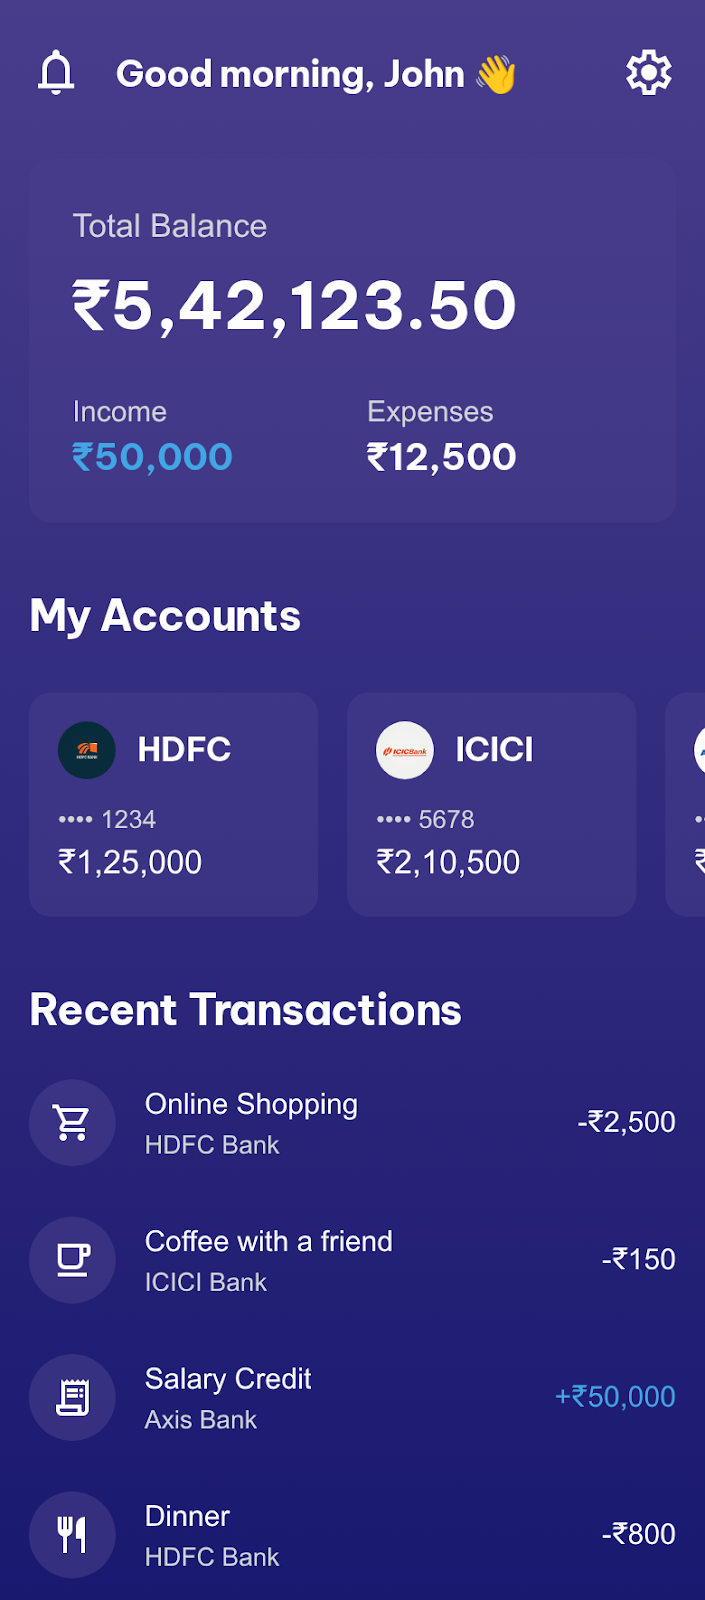 Good morning, John 👋
Total Balance
₹5,42,123.50
Income
Expenses
₹50,000
₹12,500
My Accounts
HDFC
ICICI Bank
ICICI
•••• 1234
•••• 5678
₹1,25,000
₹2,10,500
Recent Transactions
Online Shopping
HDFC Bank
-₹2,500
Coffee with a friend
ICICI Bank
-₹150
Salary Credit
Axis Bank
+₹50,000
Dinner
HDFC Bank
-₹800